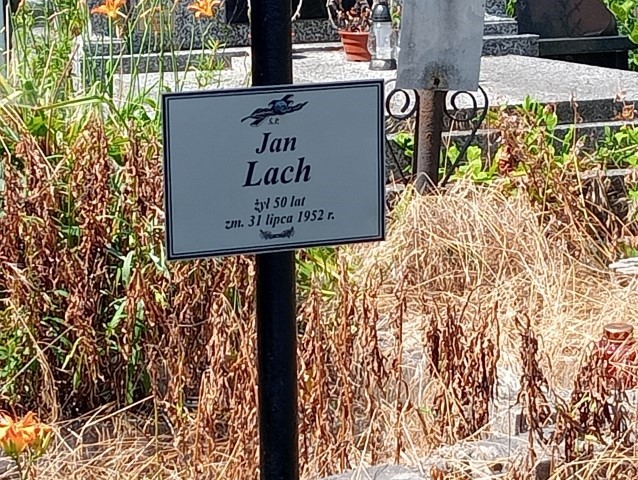 Ś.P.
Jan
Lach
żył 50 lat
zm. 31 lipca 1952 r.